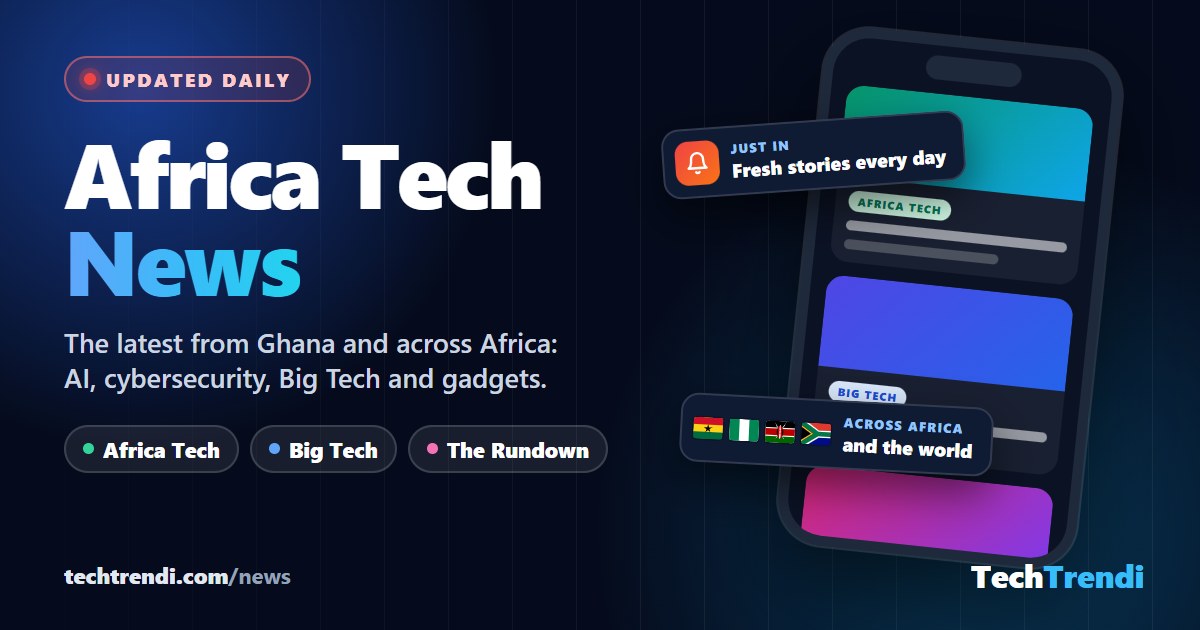 UPDATED DAILY
Africa Tech
News
The latest from Ghana and across Africa:
AI, cybersecurity, Big Tech and gadgets.
Africa Tech
Big Tech
The Rundown
techtrendi.com/news
JUST IN
Fresh stories every day
AFRICA TECH
BIG TECH
ACROSS AFRICA
and the world
TechTrendi